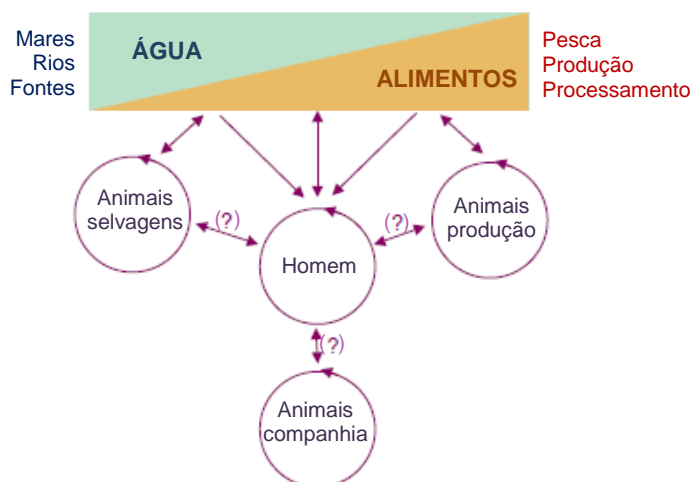 Mares
Rios
Fontes
ÁGUA
ALIMENTOS
Pesca
Produção
Processamento
Animais
selvagens
(?)
Homem
(?)
Animais
produção
(?)
Animais
companhia